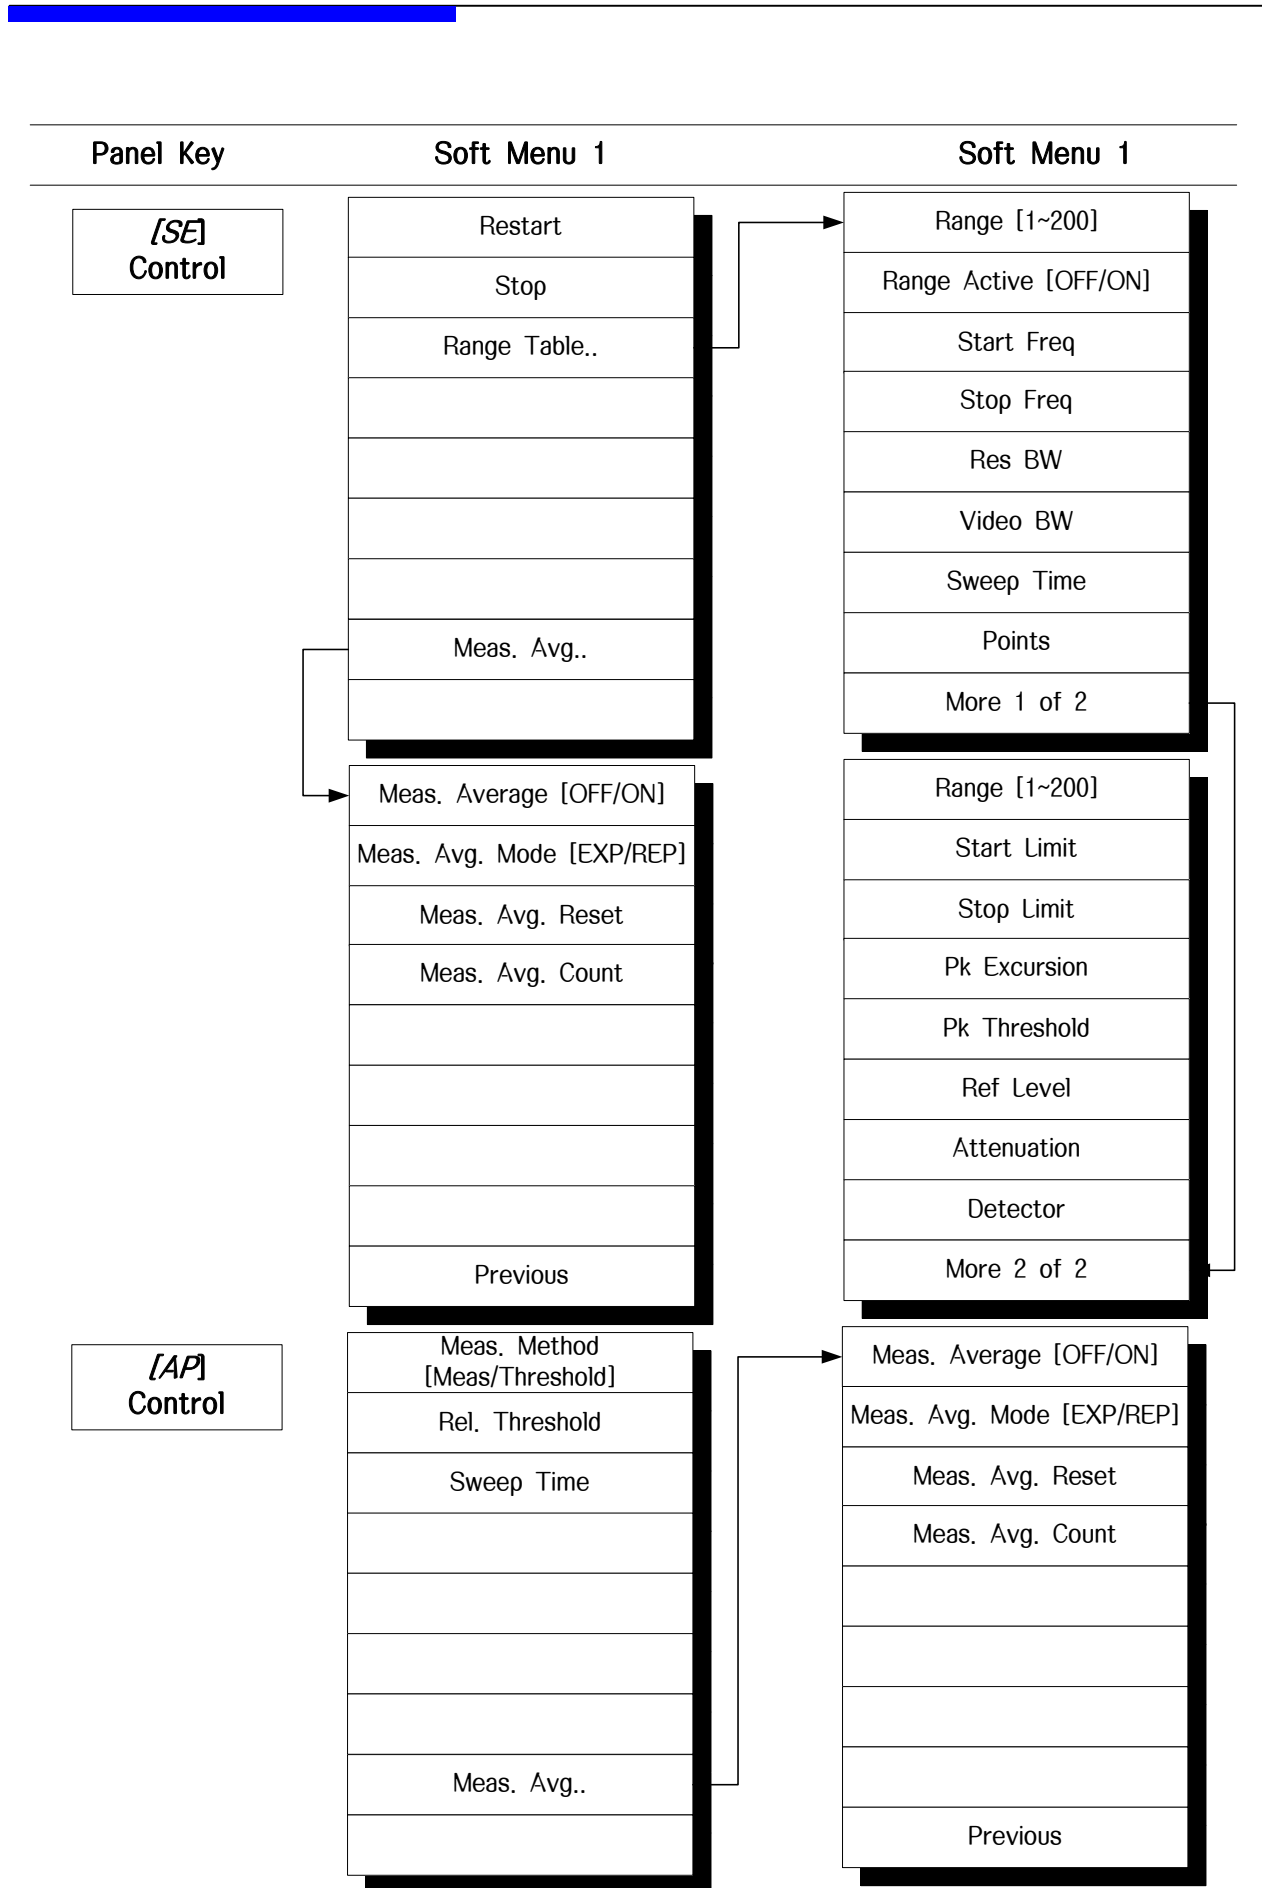 Panel Key
Soft Menu 1
Soft Menu 1
[SE]
Control
Restart
Stop
Range Table..
Meas. Avg..
Range [1~200]
Range Active [OFF/ON]
Start Freq
Stop Freq
Res BW
Video BW
Sweep Time
Points
More 1 of 2
Meas. Average [OFF/ON]
Meas. Avg. Mode [EXP/REP]
Meas. Avg. Reset
Meas. Avg. Count
Previous
Range [1~200]
Start Limit
Stop Limit
Pk Excursion
Pk Threshold
Ref Level
Attenuation
Detector
More 2 of 2
[AP]
Control
Meas. Method
[Meas/Threshold]
Rel. Threshold
Sweep Time
Meas. Avg..
Meas. Average [OFF/ON]
Meas. Avg. Mode [EXP/REP]
Meas. Avg. Reset
Meas. Avg. Count
Previous